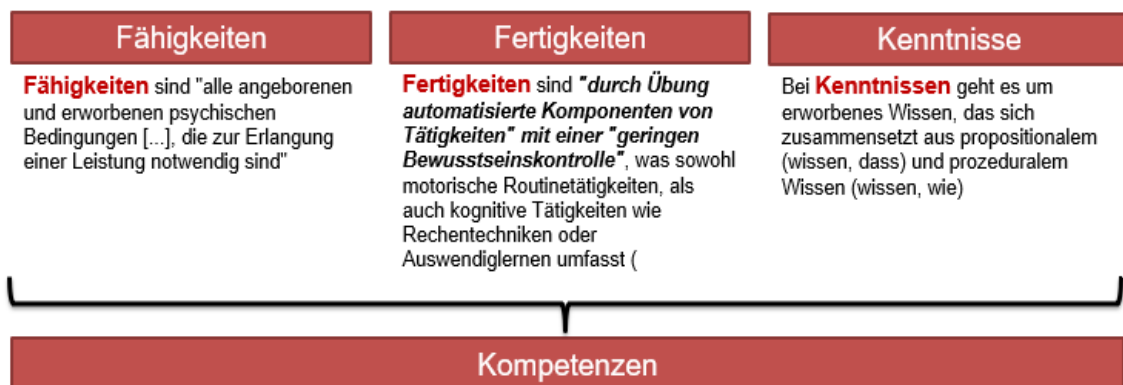 Fähigkeiten
Fähigkeiten sind "alle angeborenen
und erworbenen psychischen
Bedingungen [...], die zur Erlangung
einer Leistung notwendig sind"
Fertigkeiten
Fertigkeiten sind "durch Übung
automatisierte Komponenten von
Tätigkeiten" mit einer "geringen
Bewusstseinskontrolle", was sowohl
motorische Routinetätigkeiten, als
auch kognitive Tätigkeiten wie
Rechentechniken oder
Auswendiglernen umfasst (
Kenntnisse
Bei Kenntnissen geht es um
erworbenes Wissen, das sich
zusammensetzt aus propositionalem
(wissen, dass) und prozeduralem
Wissen (wissen, wie)
Kompetenzen